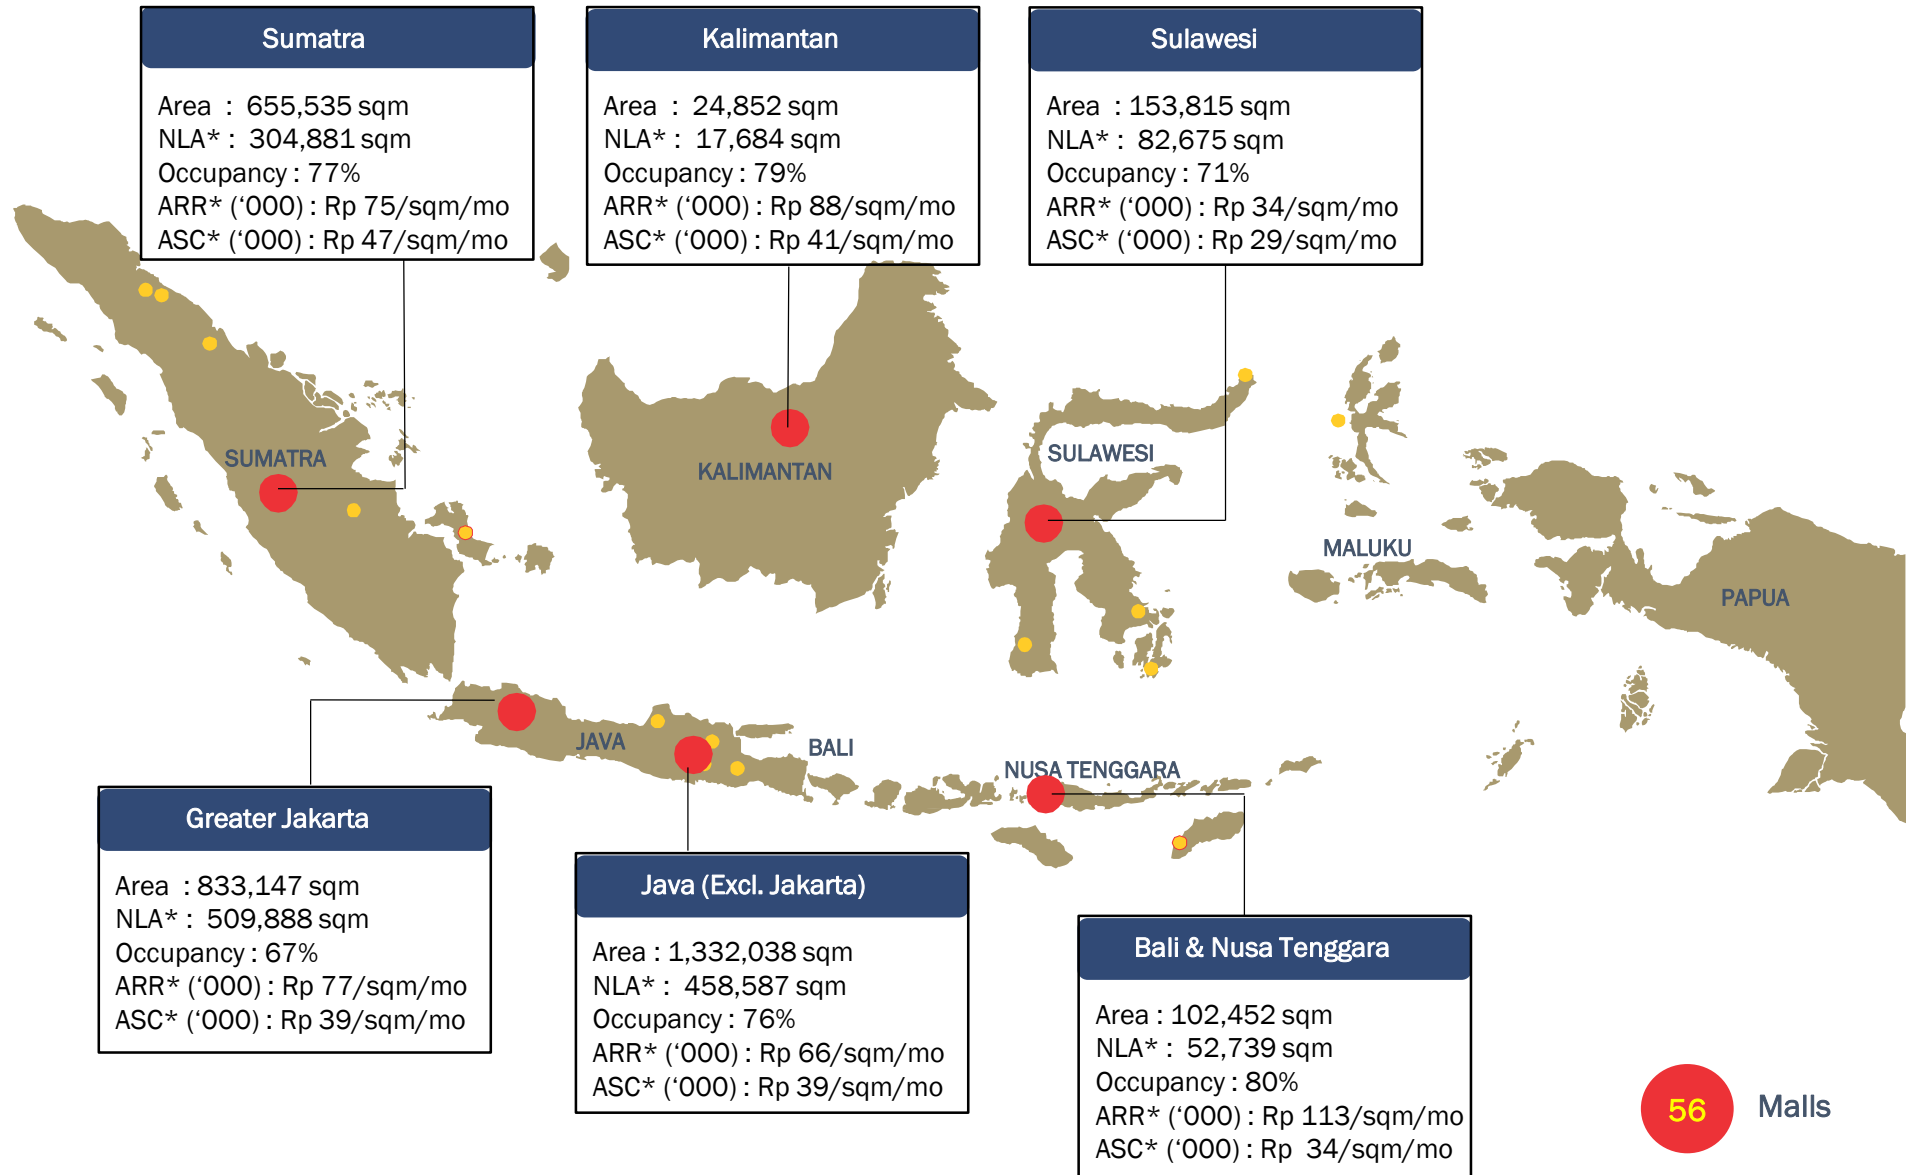 Sumatra
Area : 655,535 sqm
NLA* : 304,881 sqm
Occupancy : 77%
ARR* (‘000) : Rp 75/sqm/mo
ASC* (‘000) : Rp 47/sqm/mo
Kalimantan
Area : 24,852 sqm
NLA* : 17,684 sqm
Occupancy : 79%
ARR* (‘000) : Rp 88/sqm/mo
ASC* (‘000) : Rp 41/sqm/mo
Sulawesi
Area : 153,815 sqm
NLA* : 82,675 sqm
Occupancy : 71%
ARR* (‘000) : Rp 34/sqm/mo
ASC* (‘000) : Rp 29/sqm/mo
SUMATRA
KALIMANTAN
SULAWESI
MALUKU
PAPUA
JAVA
BALI
NUSA TENGGARA
Greater Jakarta
Area : 833,147 sqm
NLA* : 509,888 sqm
Occupancy : 67%
ARR* (‘000) : Rp 77/sqm/mo
ASC* (‘000) : Rp 39/sqm/mo
Java (Excl. Jakarta)
Area : 1,332,038 sqm
NLA* : 458,587 sqm
Occupancy : 76%
ARR* (‘000) : Rp 66/sqm/mo
ASC* (‘000) : Rp 39/sqm/mo
Bali & Nusa Tenggara
Area : 102,452 sqm
NLA* : 52,739 sqm
Occupancy : 80%
ARR* (‘000) : Rp 113/sqm/mo
ASC* (‘000) : Rp 34/sqm/mo
56 Malls